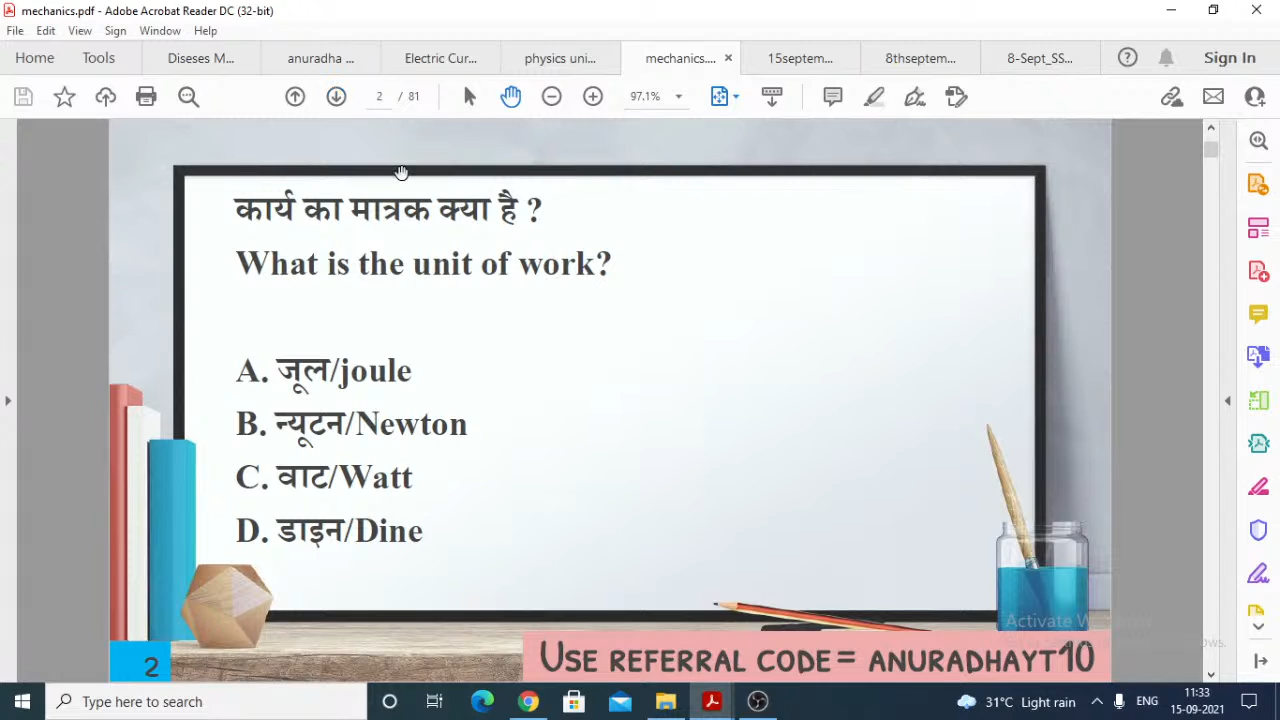 mechanics.pdf - Adobe Acrobat Reader DC (32-bit)
File Edit View Sign Window Help
Home Tools Diseses M... anuradha ... Electric Cur... physics uni... mechanics.... × 15septem... 8thseptem... 8-Sept_SS... Sign In
2 / 81 97.1%
कार्य का मात्रक क्या है ?
What is the unit of work?
A. जूल/joule
B. न्यूटन/Newton
C. वाट/Watt
D. डाइन/Dine
Activate W
ws.
2
USE REFERRAL CODE= ANURADHAYT10
Type here to search
31°C Light rain ENG 11:33
15-09-2021